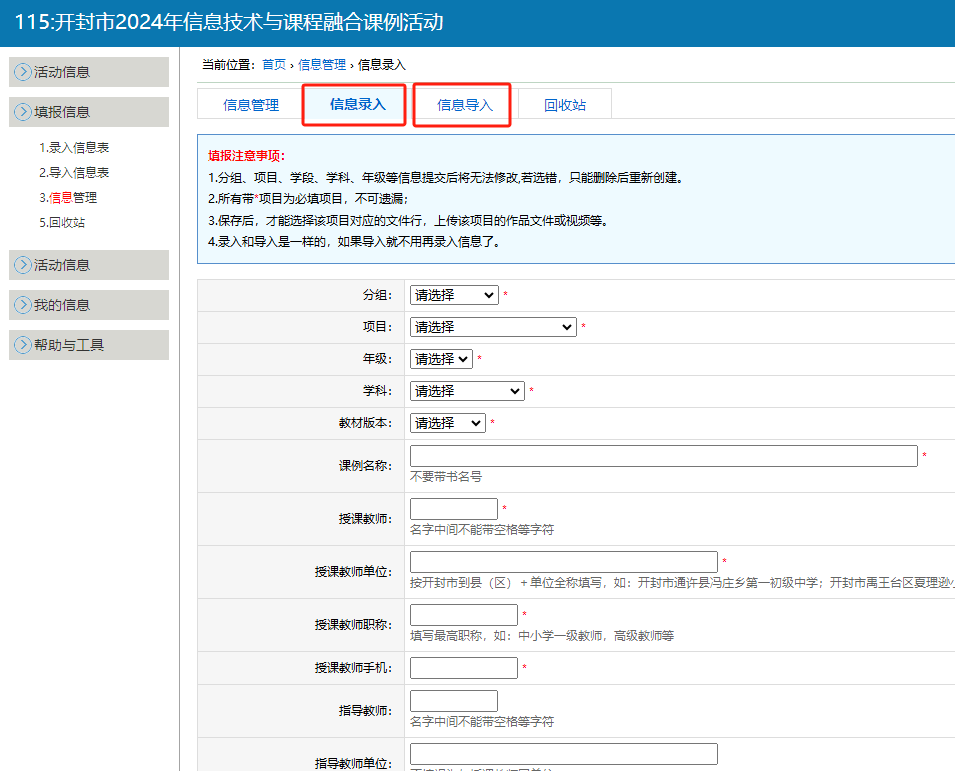 115:开封市2024年信息技术与课程融合课例活动
活动信息
填报信息
1.录入信息表
2.导入信息表
3.信息管理
5.回收站
活动信息
我的信息
帮助与工具
当前位置：首页 › 信息管理 › 信息录入
信息管理 信息录入 信息导入 回收站
填报注意事项：
1.分组、项目、学段、学科、年级等信息提交后将无法修改,若选错，只能删除后重新创建。
2.所有带*项目为必填项目，不可遗漏；
3.保存后，才能选择该项目对应的文件行，上传该项目的作品文件或视频等。
4.录入和导入是一样的，如果导入就不用再录入信息了。
分组： 请选择 *
项目： 请选择 *
年级： 请选择 *
学科： 请选择 *
教材版本： 请选择 *
课例名称： *
不要带书名号
授课教师： *
名字中间不能带空格等字符
授课教师单位： *
按开封市到县（区）+单位全称填写，如：开封市通许县冯庄乡第一初级中学；开封市禹王台区夏理逊
授课教师职称： *
填写最高职称，如：中小学一级教师，高级教师等
授课教师手机： *
指导教师：
名字中间不能带空格等字符
指导教师单位：